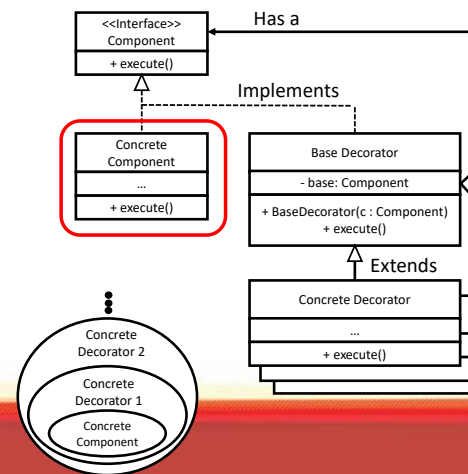 Has a
<<Interface>>
Component
+ execute()
Implements
Concrete
Component
...
+ execute()
Base Decorator
- base: Component
+ BaseDecorator(c : Component)
+ execute()
Extends
Concrete Decorator
...
+ execute()
Concrete
Decorator 2
Concrete
Decorator 1
Concrete
Component